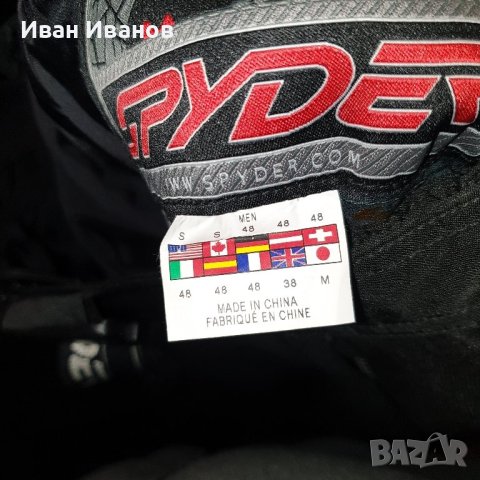 Иван Иванов
SPYDER
WWW.SPYDER.COM
MEN
S S 48 48 48
48 48 48 38 M
MADE IN CHINA
FABRIQUÉ EN CHINE
BAZAR